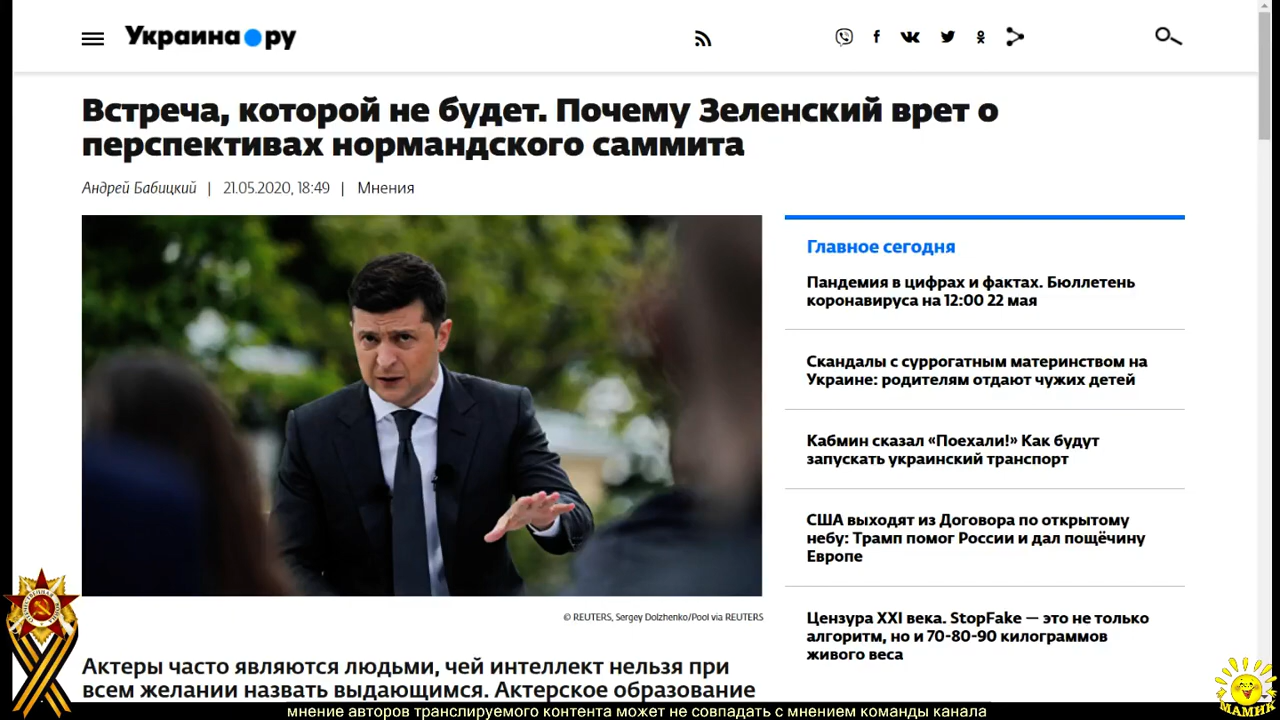 Украина.ру
Встреча, которой не будет. Почему Зеленский врет о
перспективах нормандского саммита
Андрей Бабицкий | 21.05.2020, 18:49 | Мнения
Главное сегодня
Пандемия в цифрах и фактах. Бюллетень
коронавируса на 12:00 22 мая
Скандалы с суррогатным материнством на
Украине: родителям отдают чужих детей
Кабмин сказал «Поехали!» Как будут
запускать украинский транспорт
США выходят из Договора по открытому
небу: Трамп помог России и дал пощёчину
Европе
Цензура XXI века. StopFake — это не только
алгоритм, но и 70-80-90 килограммов
живого веса
© REUTERS, Sergey Dolzhenko/Pool via REUTERS
Актеры часто являются людьми, чей интеллект нельзя при
всем желании назвать выдающимся. Актерское образование
МАМИК
мнение авторов транслируемого контента может не совпадать с мнением команды канала